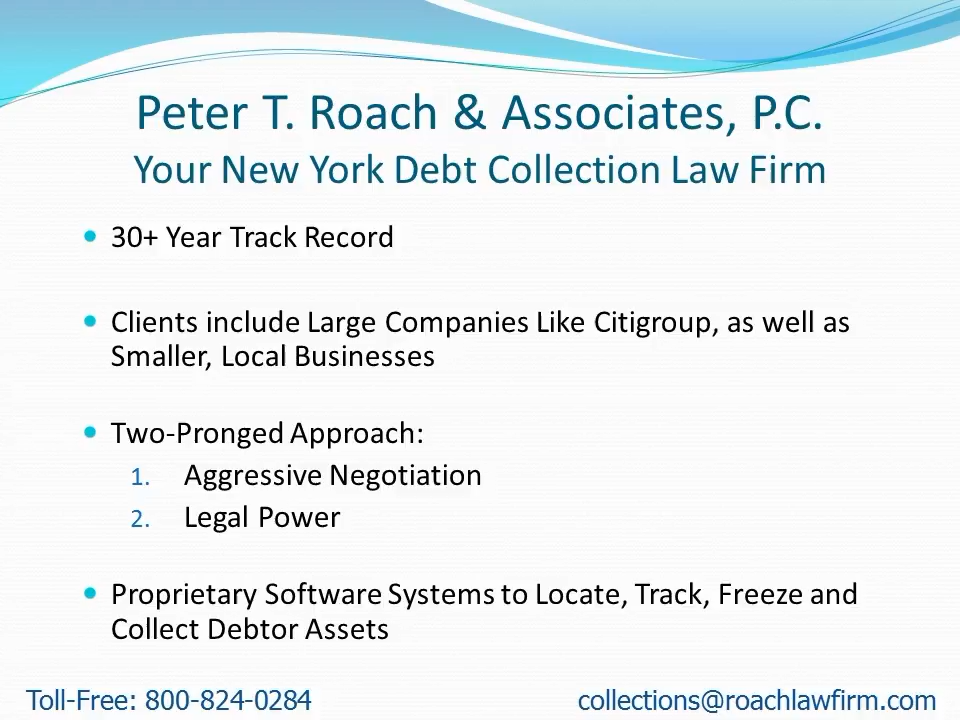 Peter T. Roach & Associates, P.C.
Your New York Debt Collection Law Firm
• 30+ Year Track Record
• Clients include Large Companies Like Citigroup, as well as
Smaller, Local Businesses
• Two-Pronged Approach:
1. Aggressive Negotiation
2. Legal Power
• Proprietary Software Systems to Locate, Track, Freeze and
Collect Debtor Assets
Toll-Free: 800-824-0284 collections@roachlawfirm.com